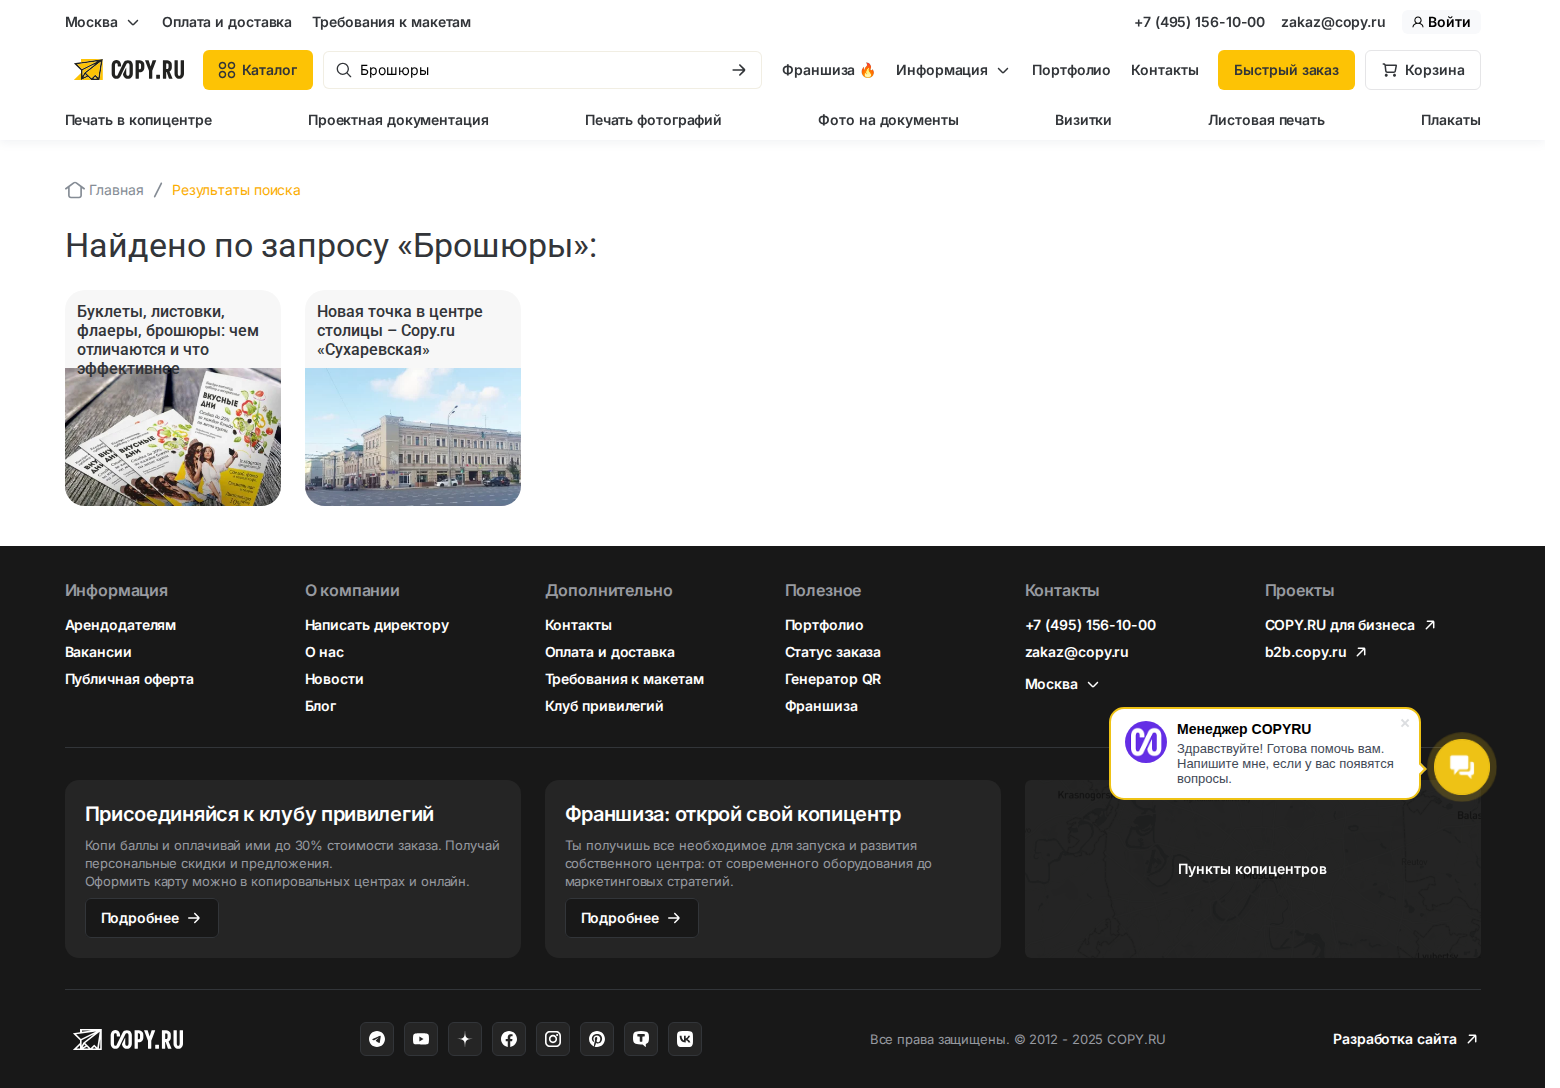 Москва
Оплата и доставка
Требования к макетам
+7 (495) 156-10-00
zakaz@copy.ru
Войти
COPY.RU
Каталог
Брошюры
Франшиза 🔥
Информация
Портфолио
Контакты
Быстрый заказ
Корзина
Печать в копицентре
Проектная документация
Печать фотографий
Фото на документы
Визитки
Листовая печать
Плакаты
Главная / Результаты поиска
Найдено по запросу «Брошюры»:
Буклеты, листовки,
флаеры, брошюры: чем
отличаются и что
эффективнее
ВКУСНЫЕ
ДНИ
ВКУСНЫЕ
ДНИ
Новая точка в центре
столицы – Copy.ru
«Сухаревская»
Информация
Арендодателям
Вакансии
Публичная оферта
О компании
Написать директору
О нас
Новости
Блог
Дополнительно
Контакты
Оплата и доставка
Требования к макетам
Клуб привилегий
Полезное
Портфолио
Статус заказа
Генератор QR
Франшиза
Контакты
+7 (495) 156-10-00
zakaz@copy.ru
Москва
Проекты
COPY.RU для бизнеса
b2b.copy.ru
Менеджер COPYRU
Здравствуйте! Готова помочь вам.
Напишите мне, если у вас появятся
вопросы.
Присоединяйся к клубу привилегий
Копи баллы и оплачивай ими до 30% стоимости заказа. Получай
персональные скидки и предложения.
Оформить карту можно в копировальных центрах и онлайн.
Подробнее
Франшиза: открой свой копицентр
Ты получишь все необходимое для запуска и развития
собственного центра: от современного оборудования до
маркетинговых стратегий.
Подробнее
Пункты копицентров
COPY.RU
Все права защищены. © 2012 - 2025 COPY.RU
Разработка сайта